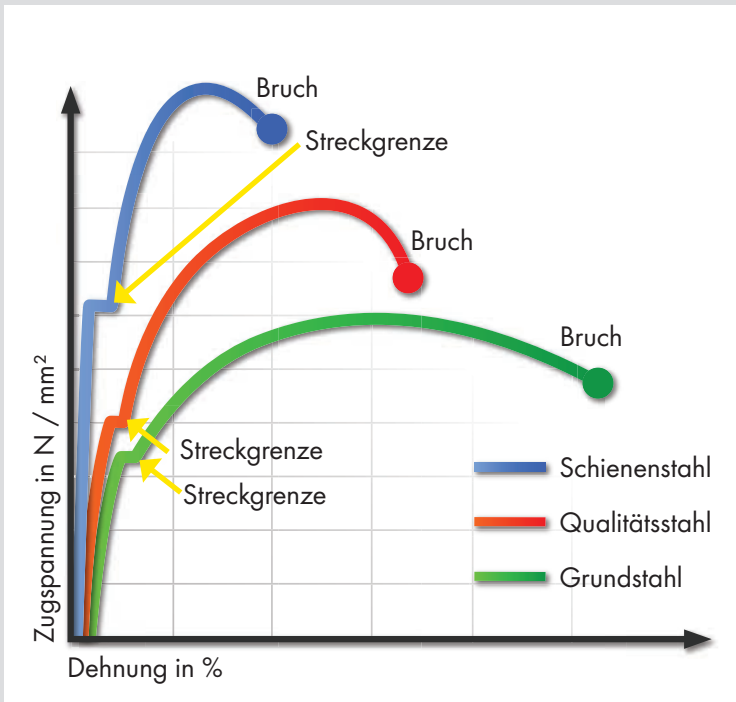 Bruch
Streckgrenze
Bruch
Bruch
Streckgrenze
Streckgrenze
Schienenstahl
Qualitätsstahl
Grundstahl
Zugspannung in N / mm²
Dehnung in %